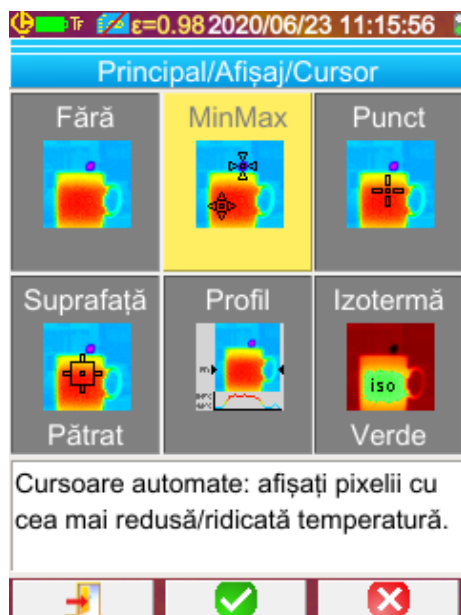 TF ε=0.98 2020/06/23 11:15:56
Principal/Afișaj/Cursor
Fără MinMax Punct
Suprafață Profil Izotermă
iso
Pătrat Verde
Cursoare automate: afișați pixelii cu
cea mai redusă/ridicată temperatură.